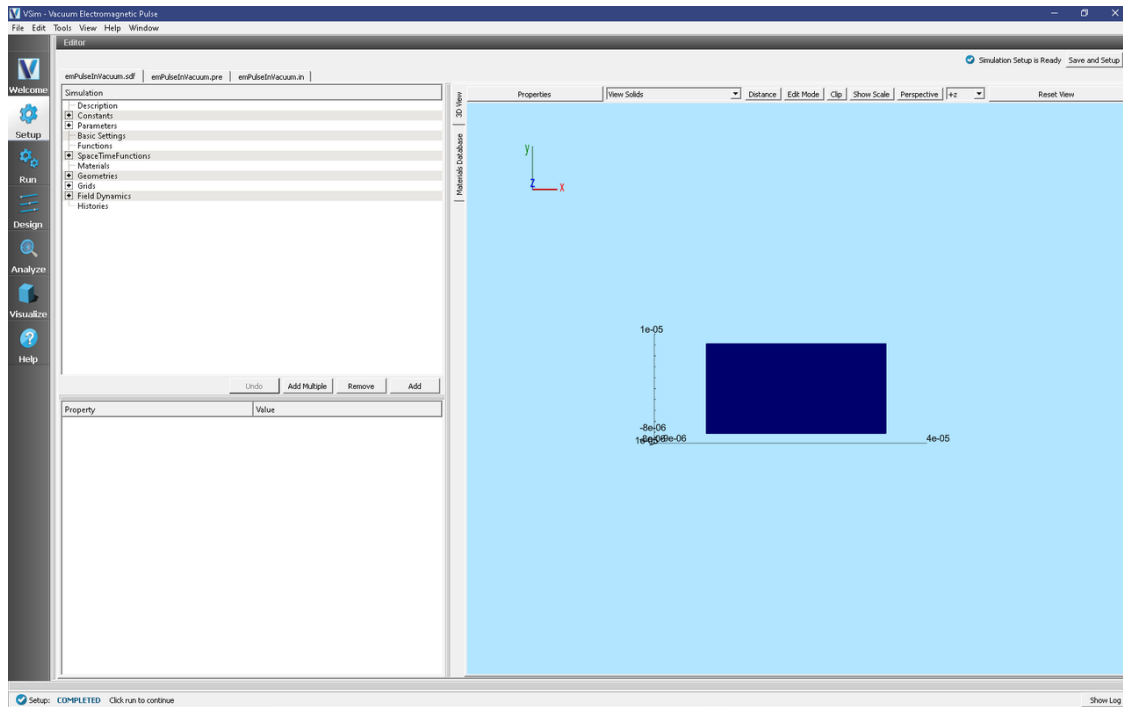 VSim - Vacuum Electromagnetic Pulse
File Edit Tools View Help Window
Editor
Simulation Setup is Ready Save and Setup
emPulseInVacuum.sdf emPulseInVacuum.pre emPulseInVacuum.in
Welcome
Setup
Run
Design
Analyze
Visualize
Help
Simulation
Description
Constants
Parameters
Basic Settings
Functions
SpaceTimeFunctions
Materials
Geometries
Grids
Field Dynamics
Histories
Undo Add Multiple Remove Add
Property Value
3D View
Materials Database
Properties View Solids Distance Edit Mode Clip Show Scale Perspective +z Reset View
y
z x
1e-05
-8e-06
4e-05
Setup: COMPLETED Click run to continue Show Log